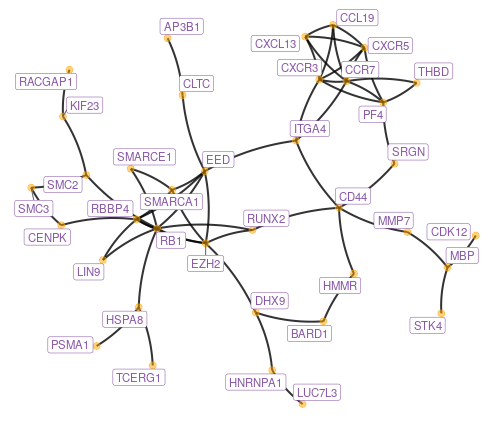 CCL19
AP3B1
CXCL13
CXCR5
CXCR3
CCR7
THBD
RACGAP1
CLTC
KIF23
PF4
ITGA4
SRGN
SMARCE1
EED
SMC2
SMARCA1
CD44
SMC3
RBBP4
RUNX2
MMP7
CDK12
CENPK
RB1
MBP
EZH2
LIN9
HMMR
DHX9
HSPA8
BARD1
STK4
PSMA1
TCERG1
HNRNPA1
LUC7L3